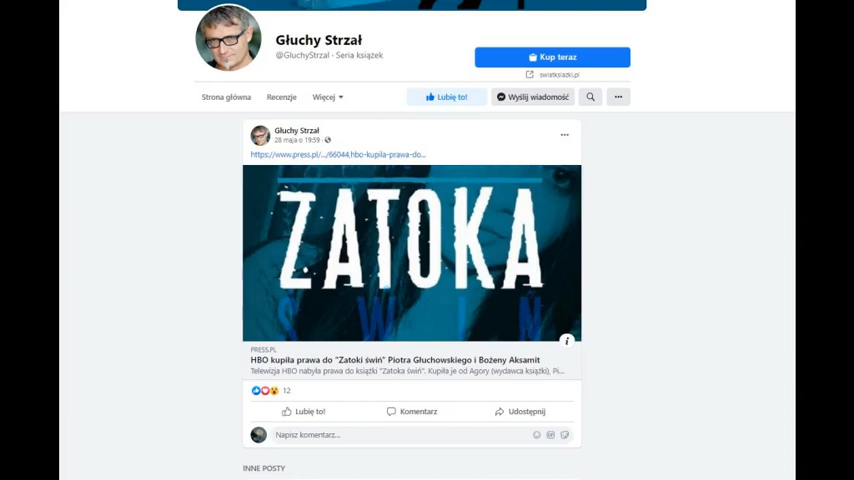 Głuchy Strzał
@GluchyStrzal · Seria książek
Kup teraz
swiatksiazki.pl
Strona główna
Recenzje
Więcej
Lubię to!
Wyślij wiadomość
Głuchy Strzał
28 maja o 19:59 ·
https://www.press.pl/.../66044,hbo-kupila-prawa-do...
ZATOKA
ŚWIŃ
PRESS.PL
HBO kupiła prawa do "Zatoki świń" Piotra Głuchowskiego i Bożeny Aksamit
Telewizja HBO nabyła prawa do książki "Zatoka świń". Kupiła je od Agory (wydawca książki), Pi...
12
Lubię to!
Komentarz
Udostępnij
Napisz komentarz...
INNE POSTY